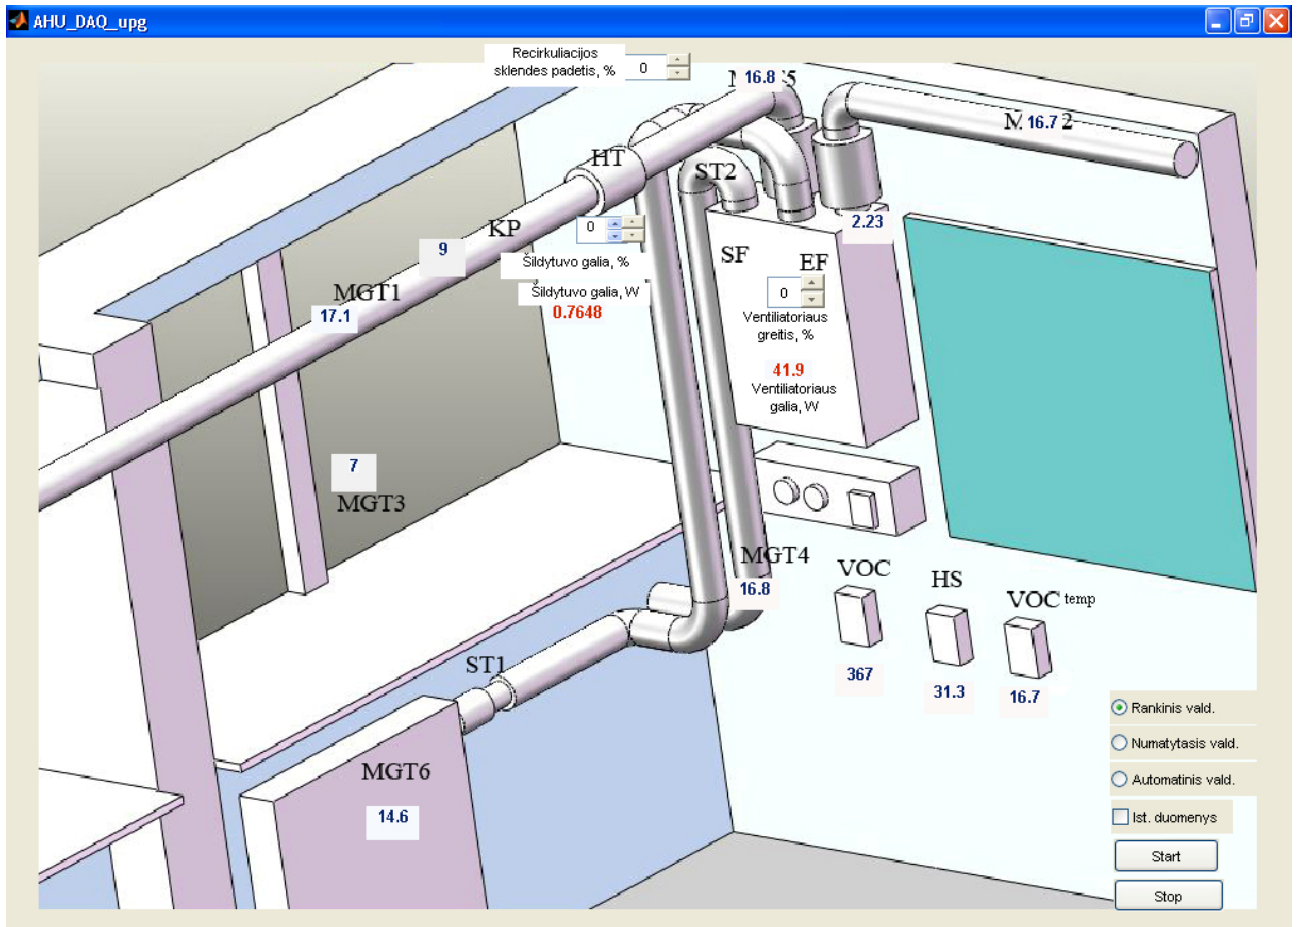 AHU_DAQ_upg
Recirkuliacijos
sklendes padetis, %
0
16.8
5
16.7
2
HT
ST2
KP
0
2.23
9
SF
EF
Šildytuvo galia, %
MGT1
Šildytuvo galia, W
0
17.1
0.7648
Ventiliatoriaus
greitis, %
41.9
Ventiliatoriaus
galia, W
7
MGT3
MGT4
16.8
VOC
HS
VOC temp
367
31.3
16.7
ST1
MGT6
14.6
Rankinis vald.
Numatytasis vald.
Automatinis vald.
Ist. duomenys
Start
Stop